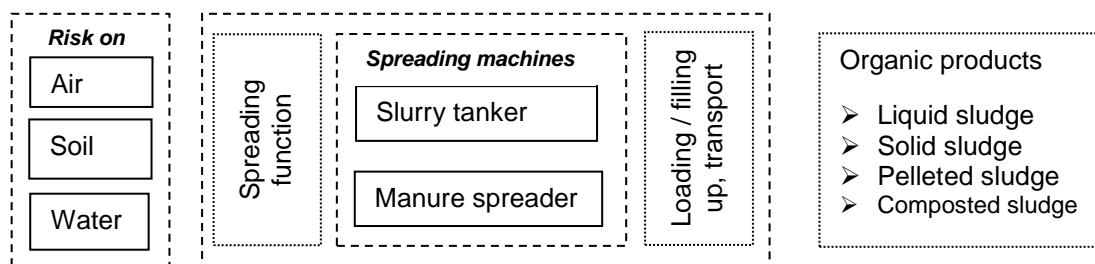 Risk on
Air
Soil
Water
Spreading
function
Spreading machines
Slurry tanker
Manure spreader
Loading / filling
up, transport
Organic products
➢ Liquid sludge
➢ Solid sludge
➢ Pelleted sludge
➢ Composted sludge